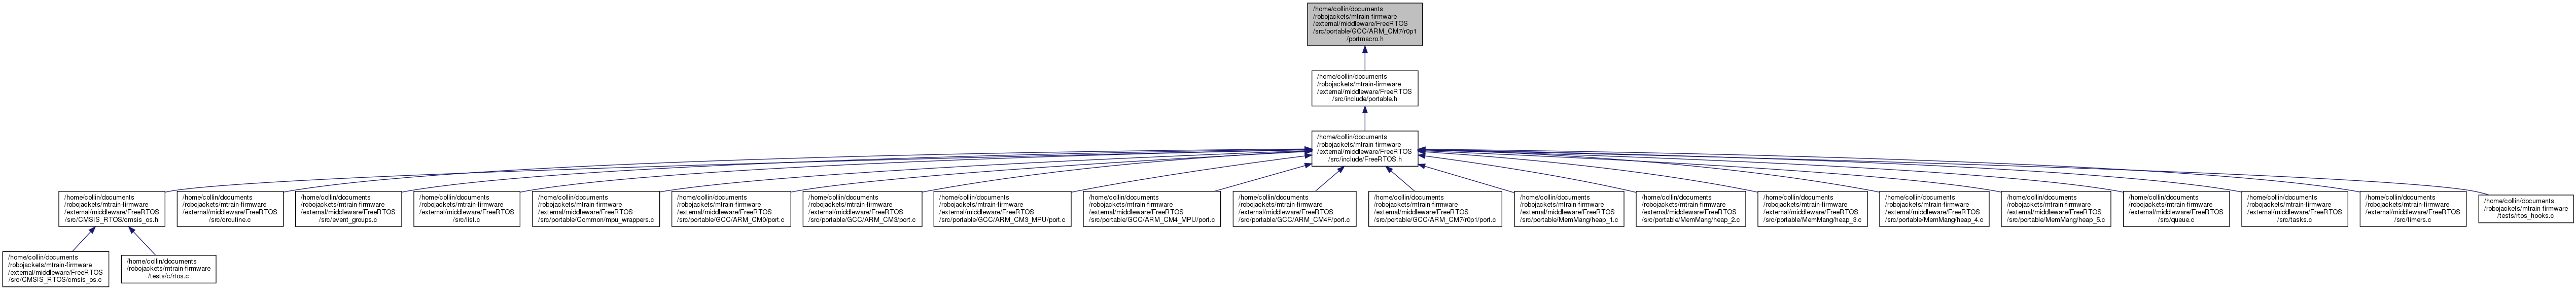 /home/collin/documents
/robojackets/mtrain-firmware
/external/middleware/FreeRTOS
/src/portable/GCC/ARM_CM7/r0p1
/portmacro.h
/home/collin/documents
/robojackets/mtrain-firmware
/external/middleware/FreeRTOS
/src/include/portable.h
/home/collin/documents
/robojackets/mtrain-firmware
/external/middleware/FreeRTOS
/src/include/FreeRTOS.h
/home/collin/documents
/robojackets/mtrain-firmware
/external/middleware/FreeRTOS
/src/CMSIS_RTOS/cmsis_os.h
/home/collin/documents
/robojackets/mtrain-firmware
/external/middleware/FreeRTOS
/src/croutine.c
/home/collin/documents
/robojackets/mtrain-firmware
/external/middleware/FreeRTOS
/src/event_groups.c
/home/collin/documents
/robojackets/mtrain-firmware
/external/middleware/FreeRTOS
/src/list.c
/home/collin/documents
/robojackets/mtrain-firmware
/external/middleware/FreeRTOS
/src/portable/Common/mpu_wrappers.c
/home/collin/documents
/robojackets/mtrain-firmware
/external/middleware/FreeRTOS
/src/portable/GCC/ARM_CM0/port.c
/home/collin/documents
/robojackets/mtrain-firmware
/external/middleware/FreeRTOS
/src/portable/GCC/ARM_CM3/port.c
/home/collin/documents
/robojackets/mtrain-firmware
/external/middleware/FreeRTOS
/src/portable/GCC/ARM_CM3_MPU/port.c
/home/collin/documents
/robojackets/mtrain-firmware
/external/middleware/FreeRTOS
/src/portable/GCC/ARM_CM4_MPU/port.c
/home/collin/documents
/robojackets/mtrain-firmware
/external/middleware/FreeRTOS
/src/portable/GCC/ARM_CM4F/port.c
/home/collin/documents
/robojackets/mtrain-firmware
/external/middleware/FreeRTOS
/src/portable/GCC/ARM_CM7/r0p1/port.c
/home/collin/documents
/robojackets/mtrain-firmware
/external/middleware/FreeRTOS
/src/portable/MemMang/heap_1.c
/home/collin/documents
/robojackets/mtrain-firmware
/external/middleware/FreeRTOS
/src/portable/MemMang/heap_2.c
/home/collin/documents
/robojackets/mtrain-firmware
/external/middleware/FreeRTOS
/src/portable/MemMang/heap_3.c
/home/collin/documents
/robojackets/mtrain-firmware
/external/middleware/FreeRTOS
/src/portable/MemMang/heap_4.c
/home/collin/documents
/robojackets/mtrain-firmware
/external/middleware/FreeRTOS
/src/portable/MemMang/heap_5.c
/home/collin/documents
/robojackets/mtrain-firmware
/external/middleware/FreeRTOS
/src/queue.c
/home/collin/documents
/robojackets/mtrain-firmware
/external/middleware/FreeRTOS
/src/tasks.c
/home/collin/documents
/robojackets/mtrain-firmware
/external/middleware/FreeRTOS
/src/timers.c
/home/collin/documents
/robojackets/mtrain-firmware
/tests/rtos_hooks.c
/home/collin/documents
/robojackets/mtrain-firmware
/external/middleware/FreeRTOS
/src/CMSIS_RTOS/cmsis_os.c
/home/collin/documents
/robojackets/mtrain-firmware
/tests/c/rtos.c